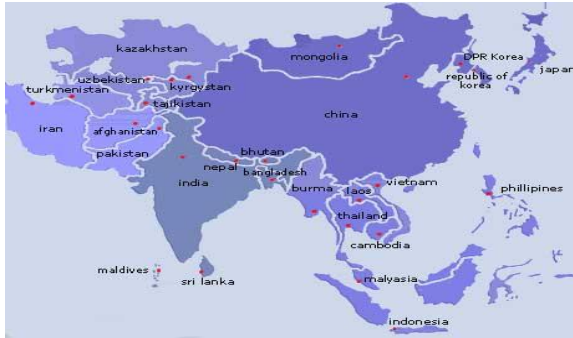 kazakhstan
mongolia
DPR Korea
japan
uzbekistan
kyrgystan
republic of
korea
turkmenistan
tajikistan
china
iran
afghanistan
pakistan
bhutan
nepal
bangladesh
india
burma
laos
vietnam
phillipines
thailand
cambodia
maldives
sri lanka
malyasia
indonesia